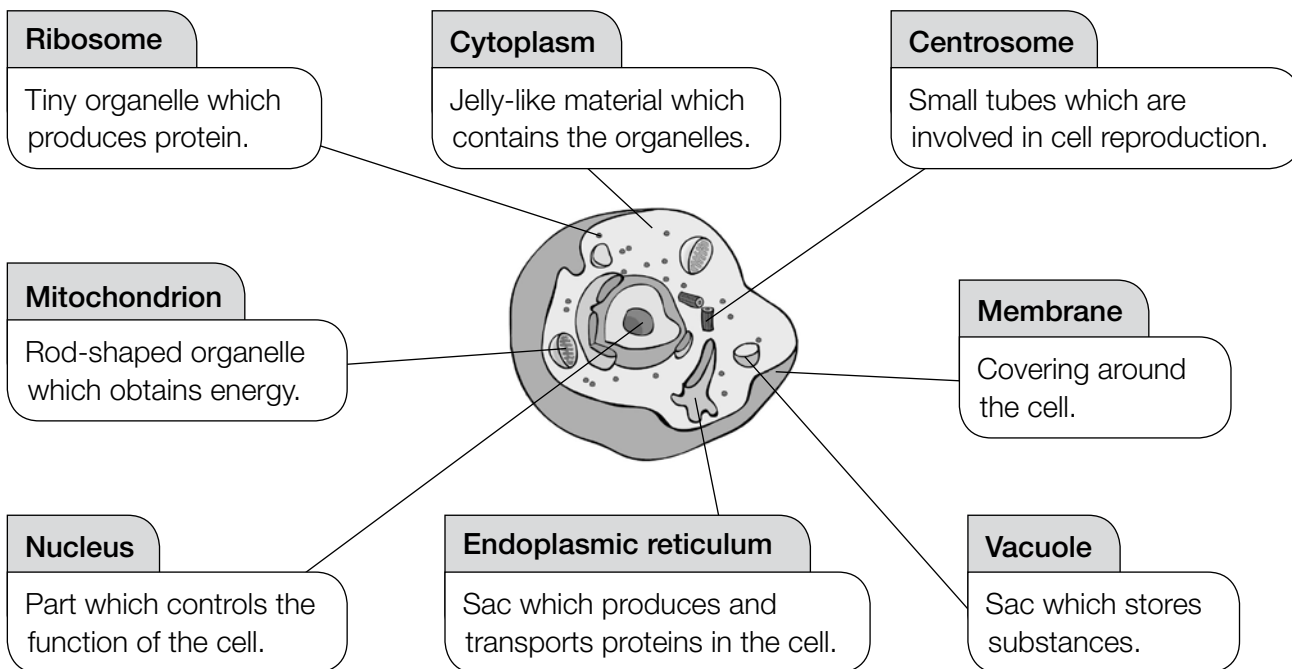 Ribosome
Tiny organelle which
produces protein.
Cytoplasm
Jelly-like material which
contains the organelles.
Centrosome
Small tubes which are
involved in cell reproduction.
Mitochondrion
Rod-shaped organelle
which obtains energy.
Membrane
Covering around
the cell.
Nucleus
Part which controls the
function of the cell.
Endoplasmic reticulum
Sac which produces and
transports proteins in the cell.
Vacuole
Sac which stores
substances.